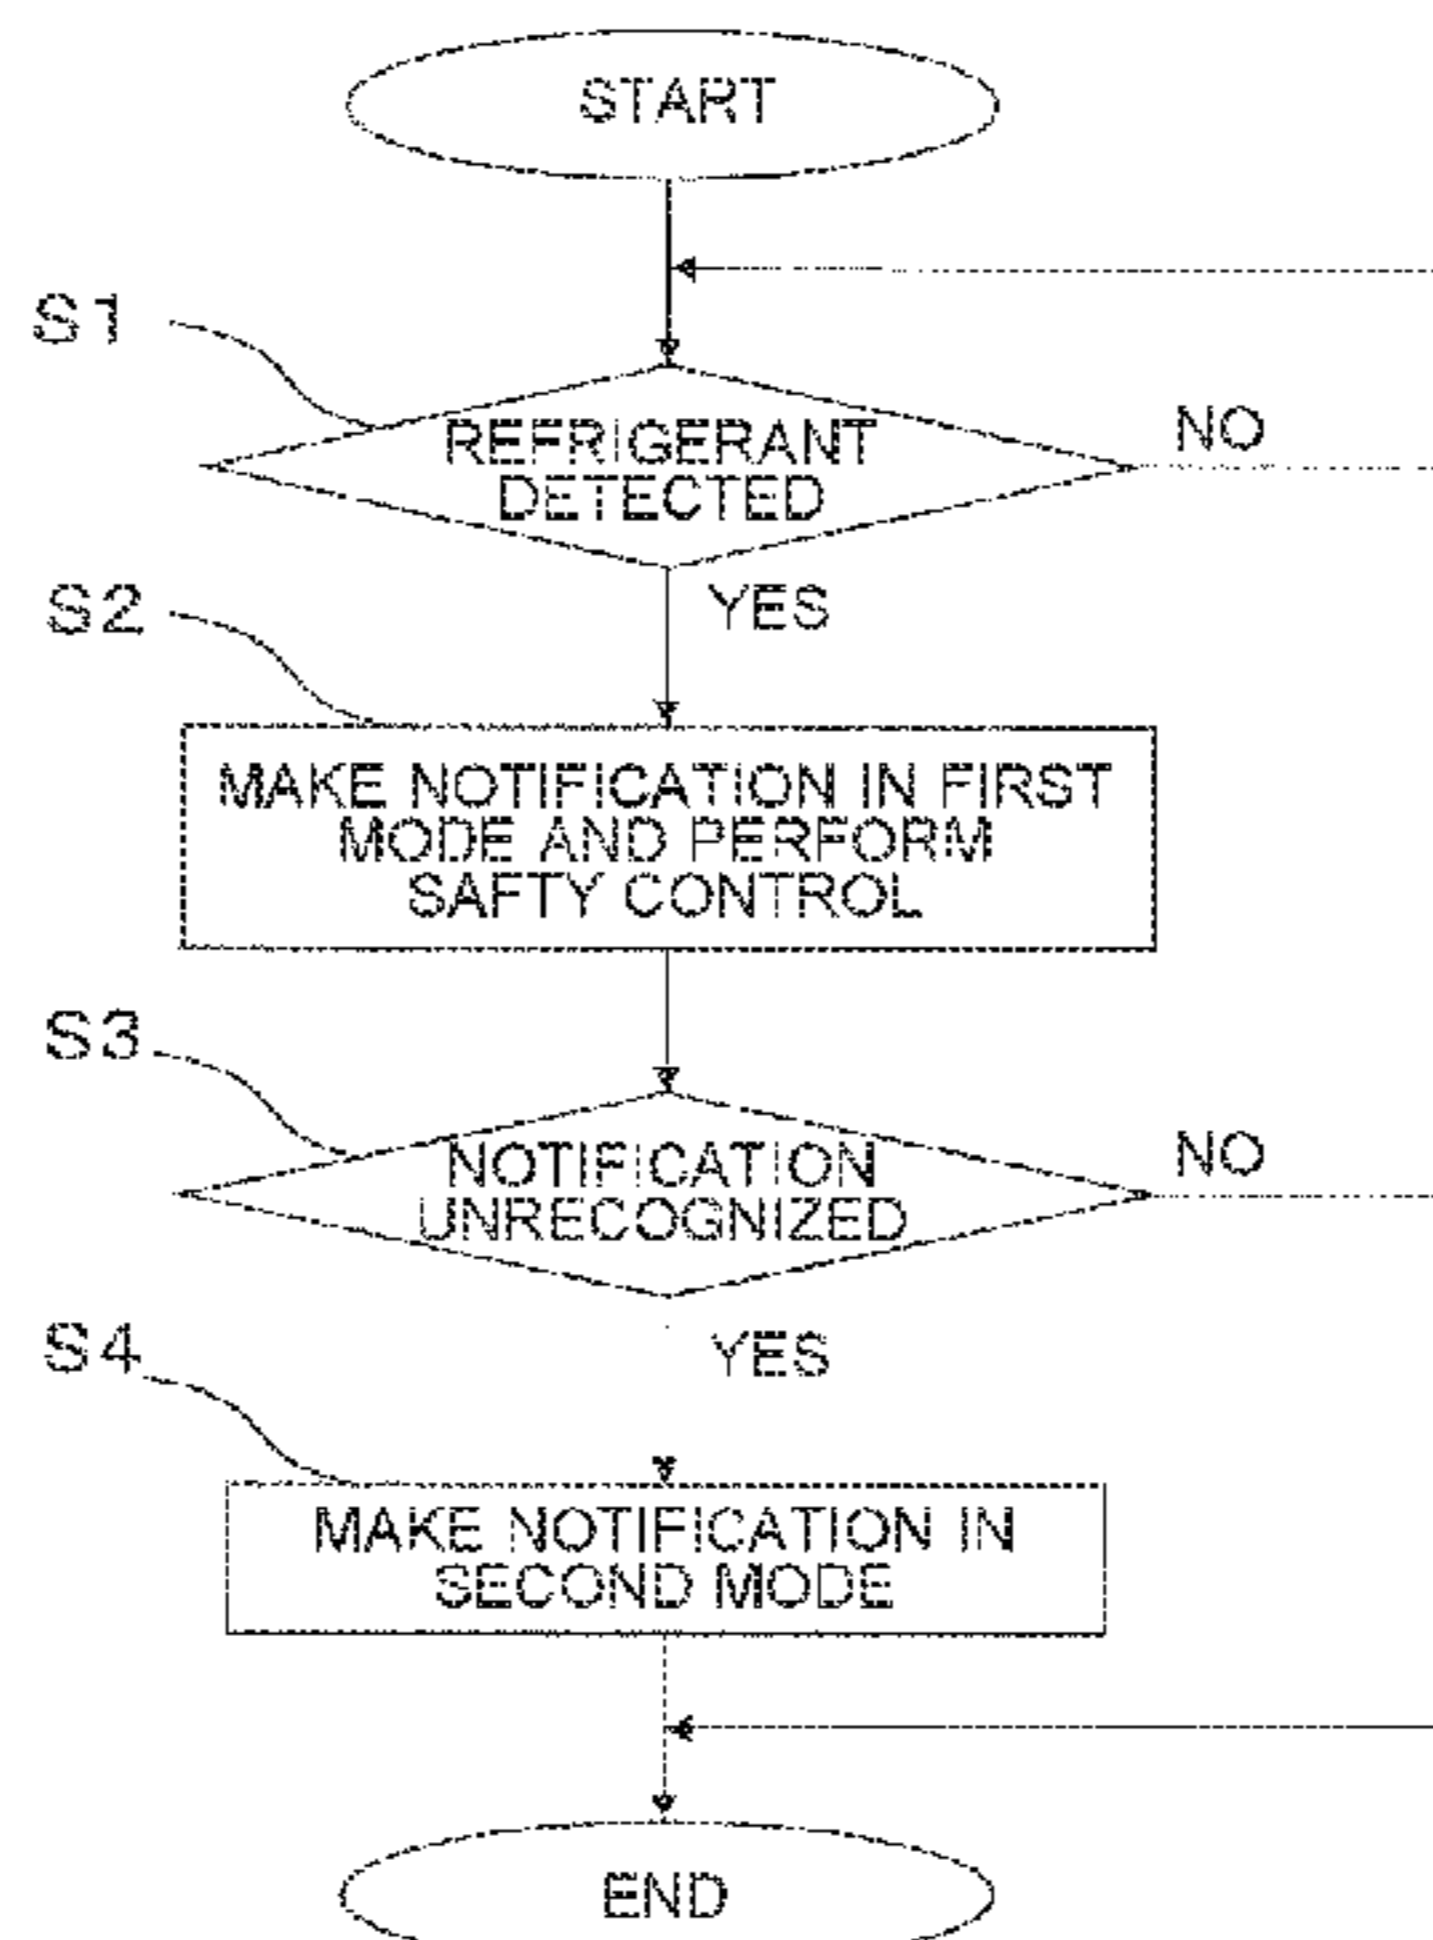 START
S1
REFRIGERANT
DETECTED
NO
YES
S2
MAKE NOTIFICATION IN FIRST
MODE AND PERFORM
SAFTY CONTROL
S3
NOTIFICATION
UNRECOGNIZED
NO
YES
S4
MAKE NOTIFICATION IN
SECOND MODE
END